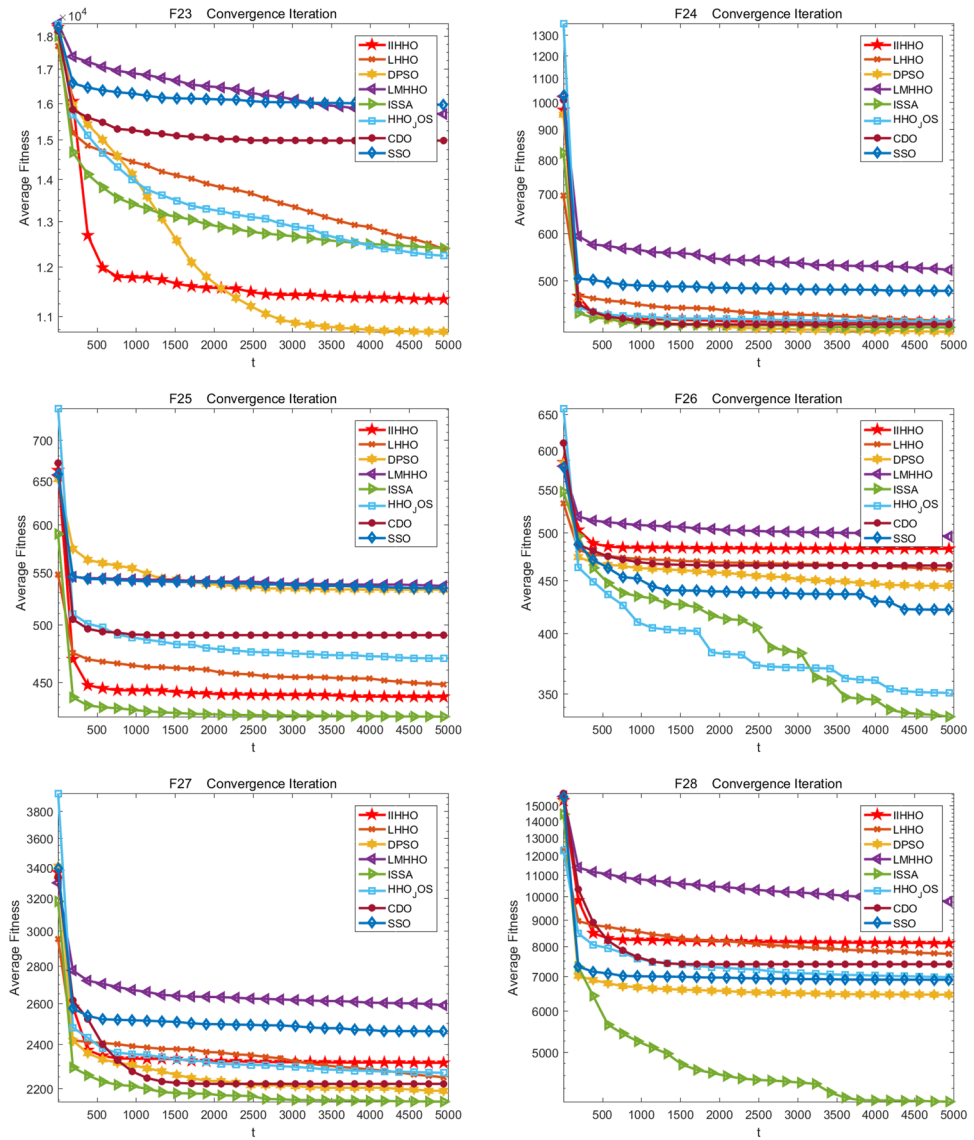 F23 Convergence Iteration
×10⁴
1.8
1.7
1.6
1.5
1.4
1.3
1.2
1.1
Average Fitness
500 1000 1500 2000 2500 3000 3500 4000 4500 5000
t
IIHHO
LHHO
DPSO
LMHHO
ISSA
HHO_JOS
CDO
SSO
F24 Convergence Iteration
1300
1200
1100
1000
900
800
700
600
500
Average Fitness
500 1000 1500 2000 2500 3000 3500 4000 4500 5000
t
IIHHO
LHHO
DPSO
LMHHO
ISSA
HHO_JOS
CDO
SSO
F25 Convergence Iteration
700
650
600
550
500
450
Average Fitness
500 1000 1500 2000 2500 3000 3500 4000 4500 5000
t
IIHHO
LHHO
DPSO
LMHHO
ISSA
HHO_JOS
CDO
SSO
F26 Convergence Iteration
650
600
550
500
450
400
350
Average Fitness
500 1000 1500 2000 2500 3000 3500 4000 4500 5000
t
IIHHO
LHHO
DPSO
LMHHO
ISSA
HHO_JOS
CDO
SSO
F27 Convergence Iteration
3800
3600
3400
3200
3000
2800
2600
2400
2200
Average Fitness
500 1000 1500 2000 2500 3000 3500 4000 4500 5000
t
IIHHO
LHHO
DPSO
LMHHO
ISSA
HHO_JOS
CDO
SSO
F28 Convergence Iteration
15000
14000
13000
12000
11000
10000
9000
8000
7000
6000
5000
Average Fitness
500 1000 1500 2000 2500 3000 3500 4000 4500 5000
t
IIHHO
LHHO
DPSO
LMHHO
ISSA
HHO_JOS
CDO
SSO